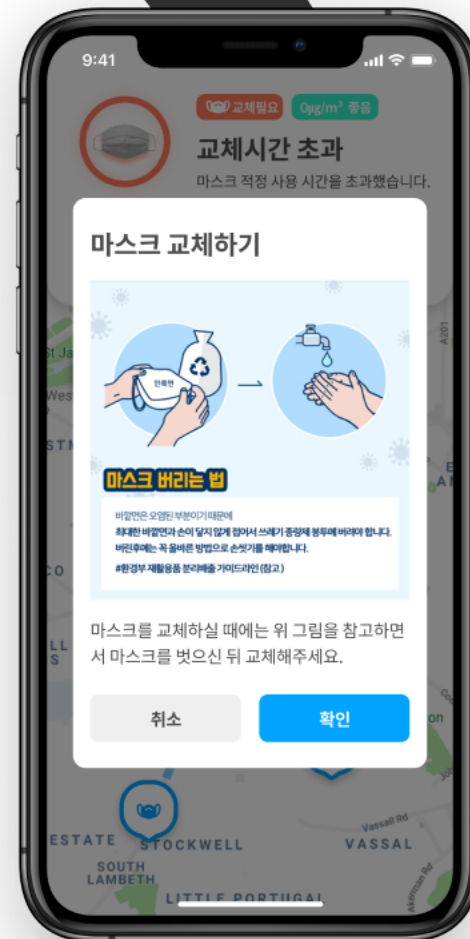 9:41
교체필요
0μg/m³ 좋음
교체시간 초과
마스크 적정 사용 시간을 초과했습니다.
마스크 교체하기
안쪽면
마스크 버리는 법
바깥면은 오염된 부분이기 때문에
최대한 바깥면과 손이 닿지 않게 접어서 쓰레기 종량제 봉투에 버려야 합니다.
버린후에는 꼭 올바른 방법으로 손씻기를 해야합니다.
#환경부 재활용품 분리배출 가이드라인 (참고)
마스크를 교체하실 때에는 위 그림을 참고하면
서 마스크를 벗으신 뒤 교체해주세요.
취소
확인
St Ja
Wes
A201
ESTATE
STOCKWELL
Vassall Rd
VASSAL
SOUTH
LAMBETH
Akerman Rd
LITTLE PORTUGAL